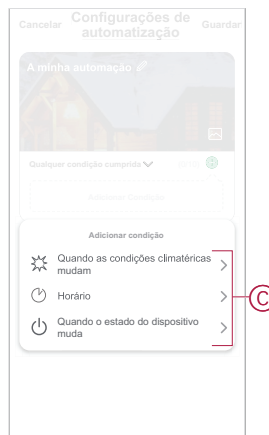 Cancelar Configurações de Guardar
automatização
A minha automação
Qualquer condição cumprida
Adicionar Condição
Adicionar condição
Quando as condições climatéricas
mudam
Horário
Quando o estado do dispositivo
muda
C